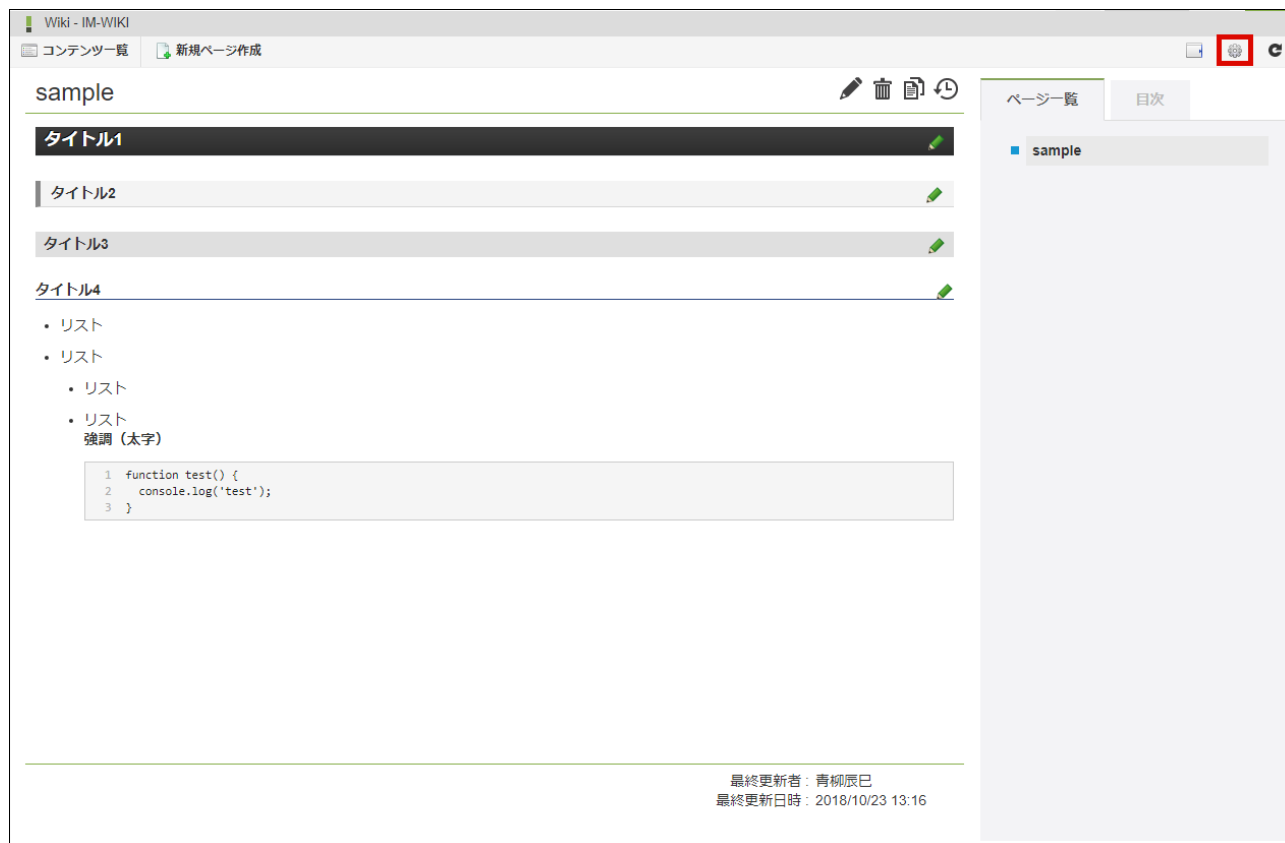 Wiki - IM-WIKI
コンテンツ一覧 新規ページ作成
sample
ページ一覧 目次
タイトル1
sample
タイトル2
タイトル3
タイトル4
• リスト
• リスト
• リスト
• リスト
強調（太字）
1 function test() {
2   console.log('test');
3 }
最終更新者 : 青柳辰巳
最終更新日時 : 2018/10/23 13:16